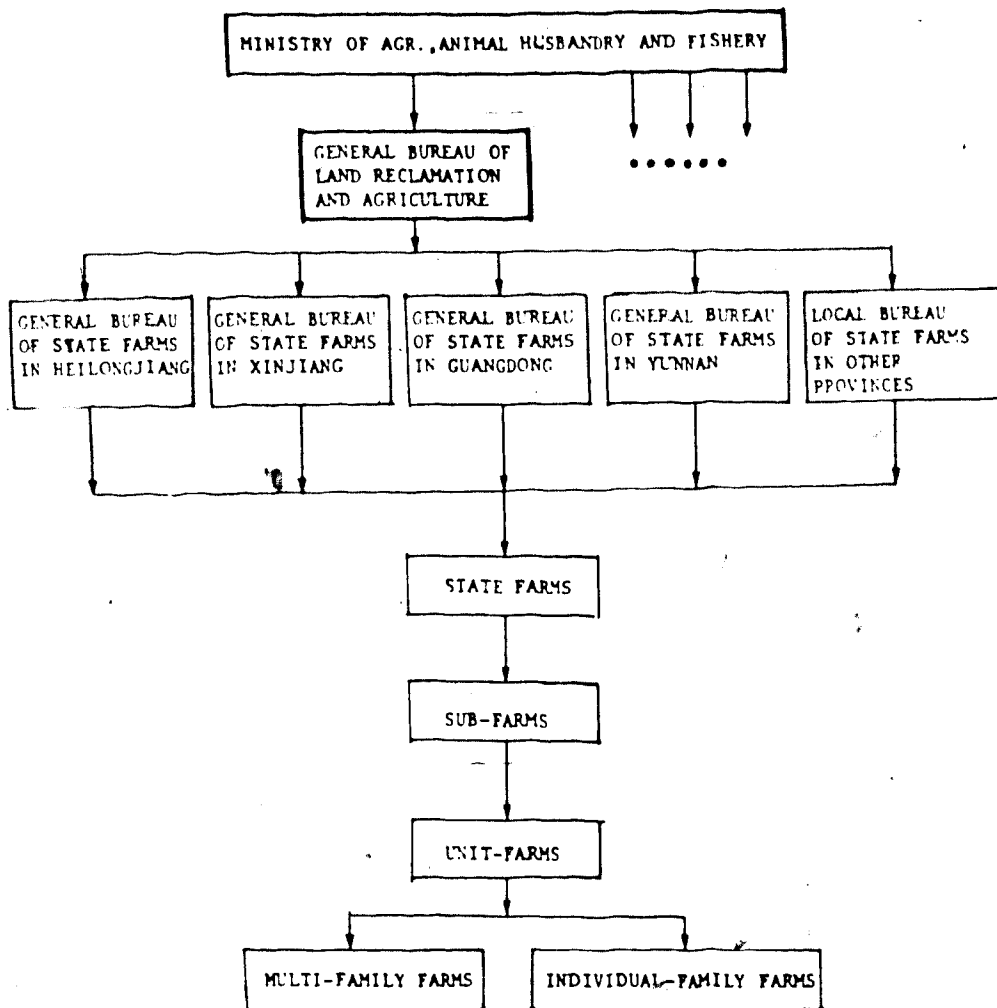 MINISTRY OF AGR., ANIMAL HUSBANDRY AND FISHERY
GENERAL BUREAU OF
LAND RECLAMATION
AND AGRICULTURE
GENERAL BUREAU
OF STATE FARMS
IN HEILONGJIANG
GENERAL BUREAU
OF STATE FARMS
IN XINJIANG
GENERAL BUREAU
OF STATE FARMS
IN GUANGDONG
GENERAL BUREAU
OF STATE FARMS
IN YUNNAN
LOCAL BUREAU
OF STATE FARMS
IN OTHER
PROVINCES
STATE FARMS
SUB-FARMS
UNIT-FARMS
MULTI-FAMILY FARMS
INDIVIDUAL-FAMILY FARMS